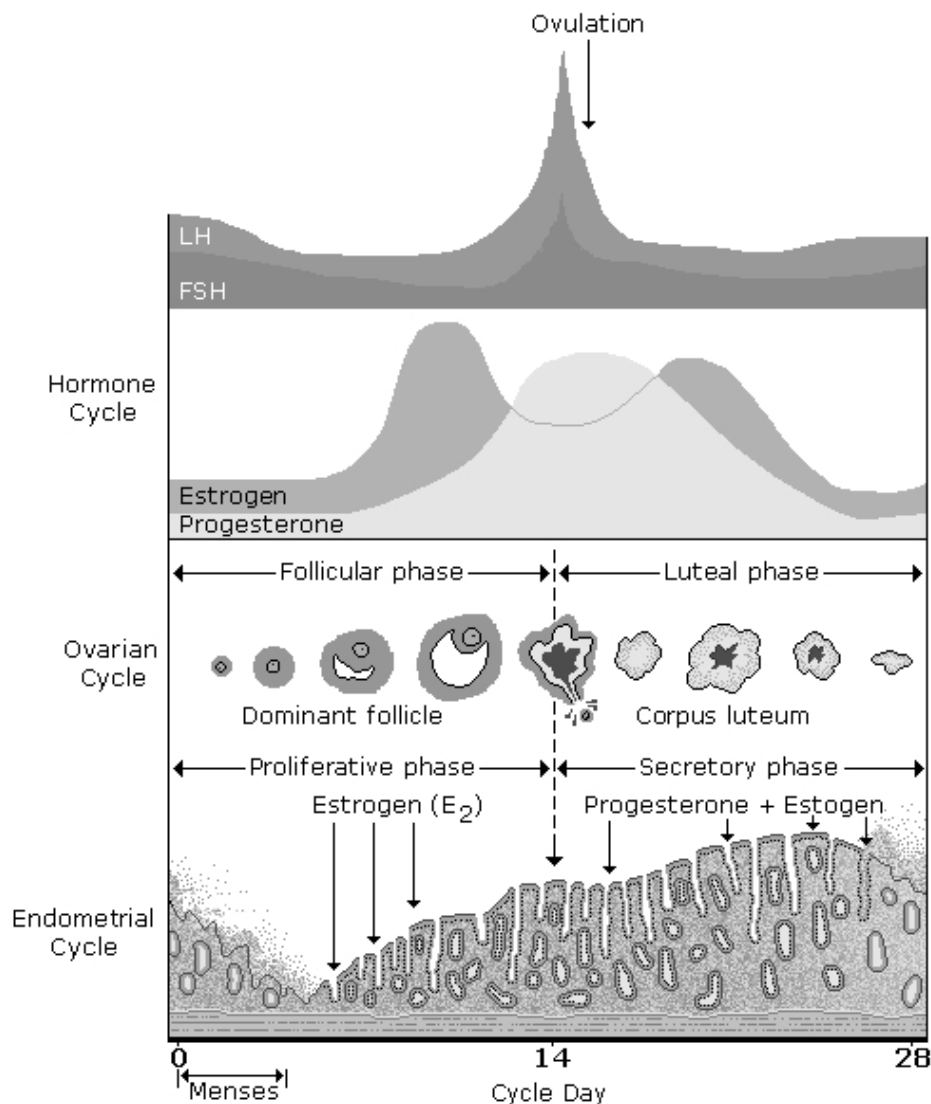 Ovulation
LH
FSH
Hormone
Cycle
Estrogen
Progesterone
Follicular phase
Luteal phase
Ovarian
Cycle
Dominant follicle
Corpus luteum
Proliferative phase
Secretory phase
Estrogen (E₂)
Progesterone + Estogen
Endometrial
Cycle
0 14 28
Menses
Cycle Day